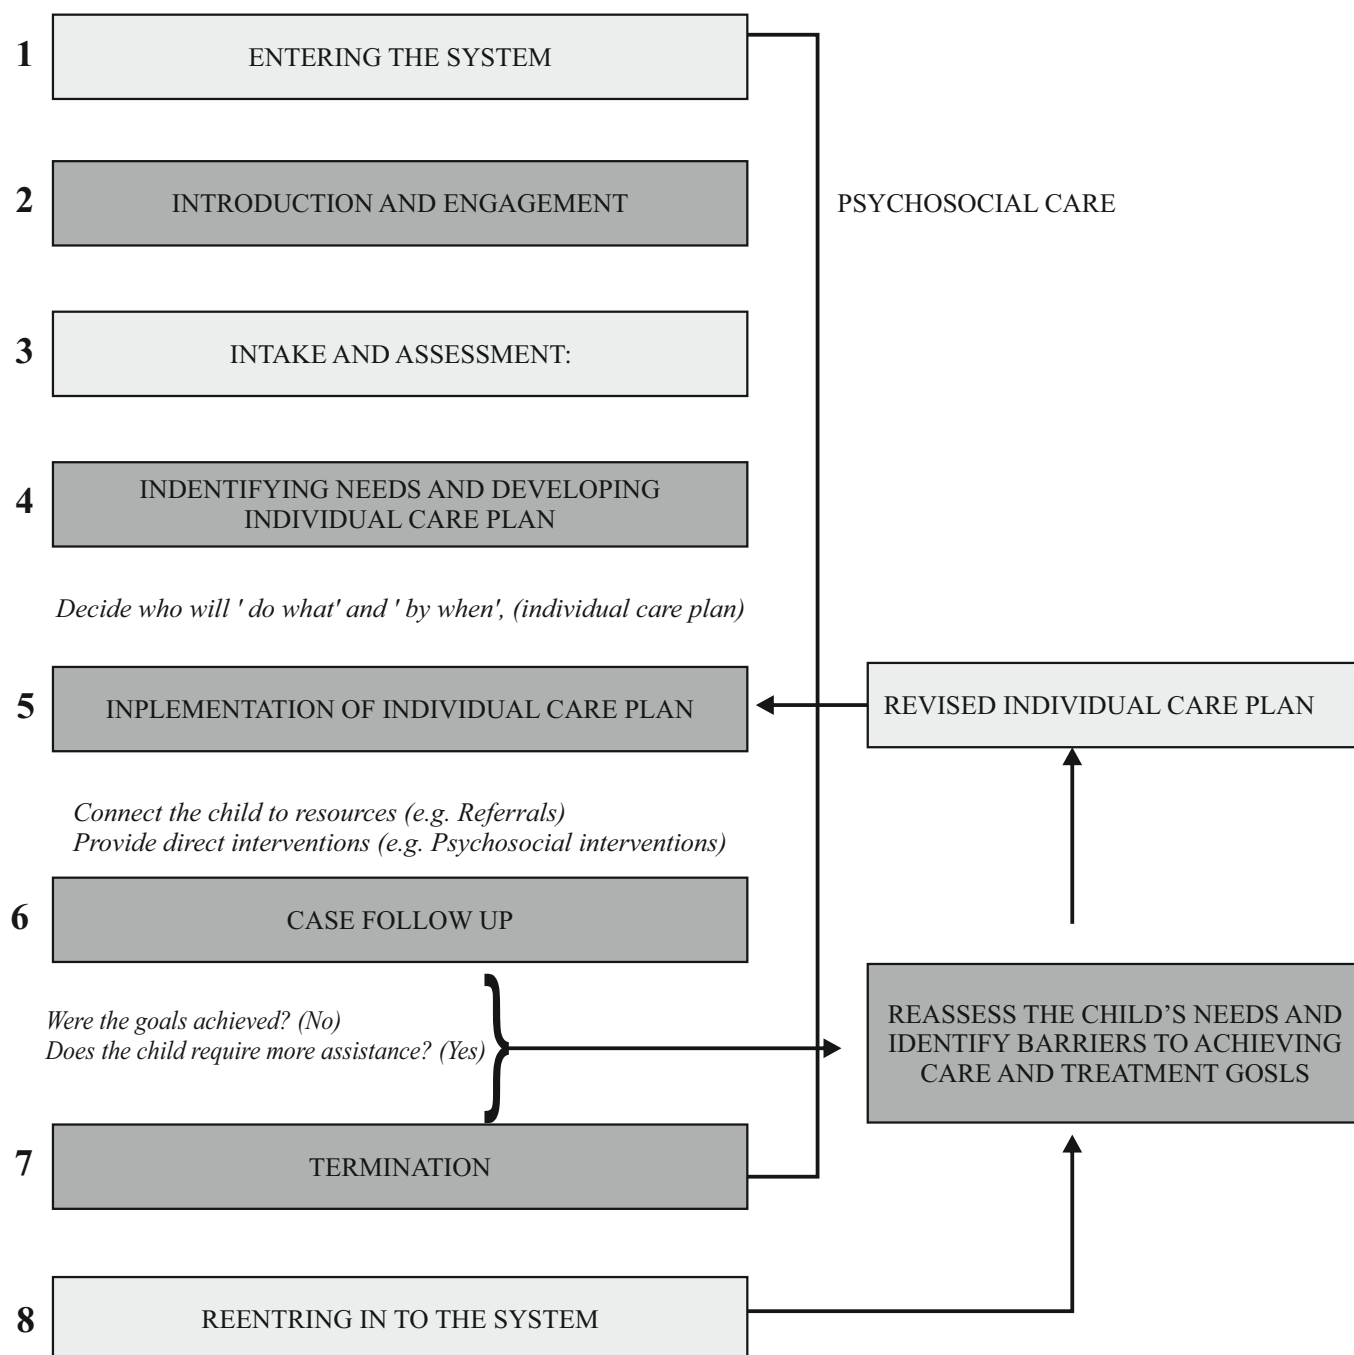 1
ENTERING THE SYSTEM
2
INTRODUCTION AND ENGAGEMENT
PSYCHOSOCIAL CARE
3
INTAKE AND ASSESSMENT:
4
INDENTIFYING NEEDS AND DEVELOPING
INDIVIDUAL CARE PLAN
Decide who will ' do what' and ' by when', (individual care plan)
5
INPLEMENTATION OF INDIVIDUAL CARE PLAN
REVISED INDIVIDUAL CARE PLAN
Connect the child to resources (e.g. Referrals)
Provide direct interventions (e.g. Psychosocial interventions)
6
CASE FOLLOW UP
Were the goals achieved? (No)
Does the child require more assistance? (Yes)
REASSESS THE CHILD’S NEEDS AND
IDENTIFY BARRIERS TO ACHIEVING
CARE AND TREATMENT GOSLS
7
TERMINATION
8
REENTRING IN TO THE SYSTEM